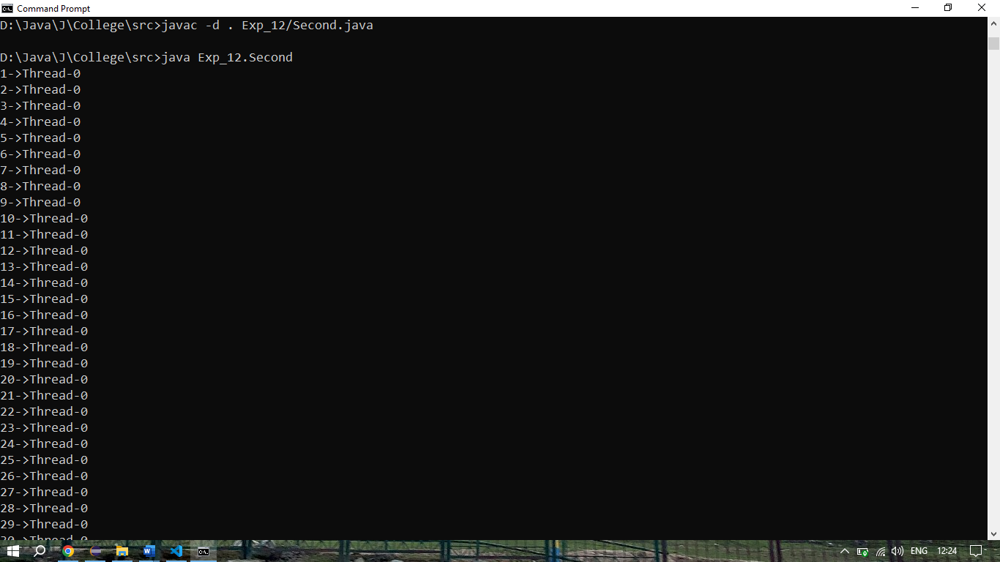 Command Prompt
D:\Java\J\College\src>javac -d . Exp_12/Second.java
D:\Java\J\College\src>java Exp_12.Second
1->Thread-0
2->Thread-0
3->Thread-0
4->Thread-0
5->Thread-0
6->Thread-0
7->Thread-0
8->Thread-0
9->Thread-0
10->Thread-0
11->Thread-0
12->Thread-0
13->Thread-0
14->Thread-0
15->Thread-0
16->Thread-0
17->Thread-0
18->Thread-0
19->Thread-0
20->Thread-0
21->Thread-0
22->Thread-0
23->Thread-0
24->Thread-0
25->Thread-0
26->Thread-0
27->Thread-0
28->Thread-0
29->Thread-0
30->Thread-0
ENG 12:24